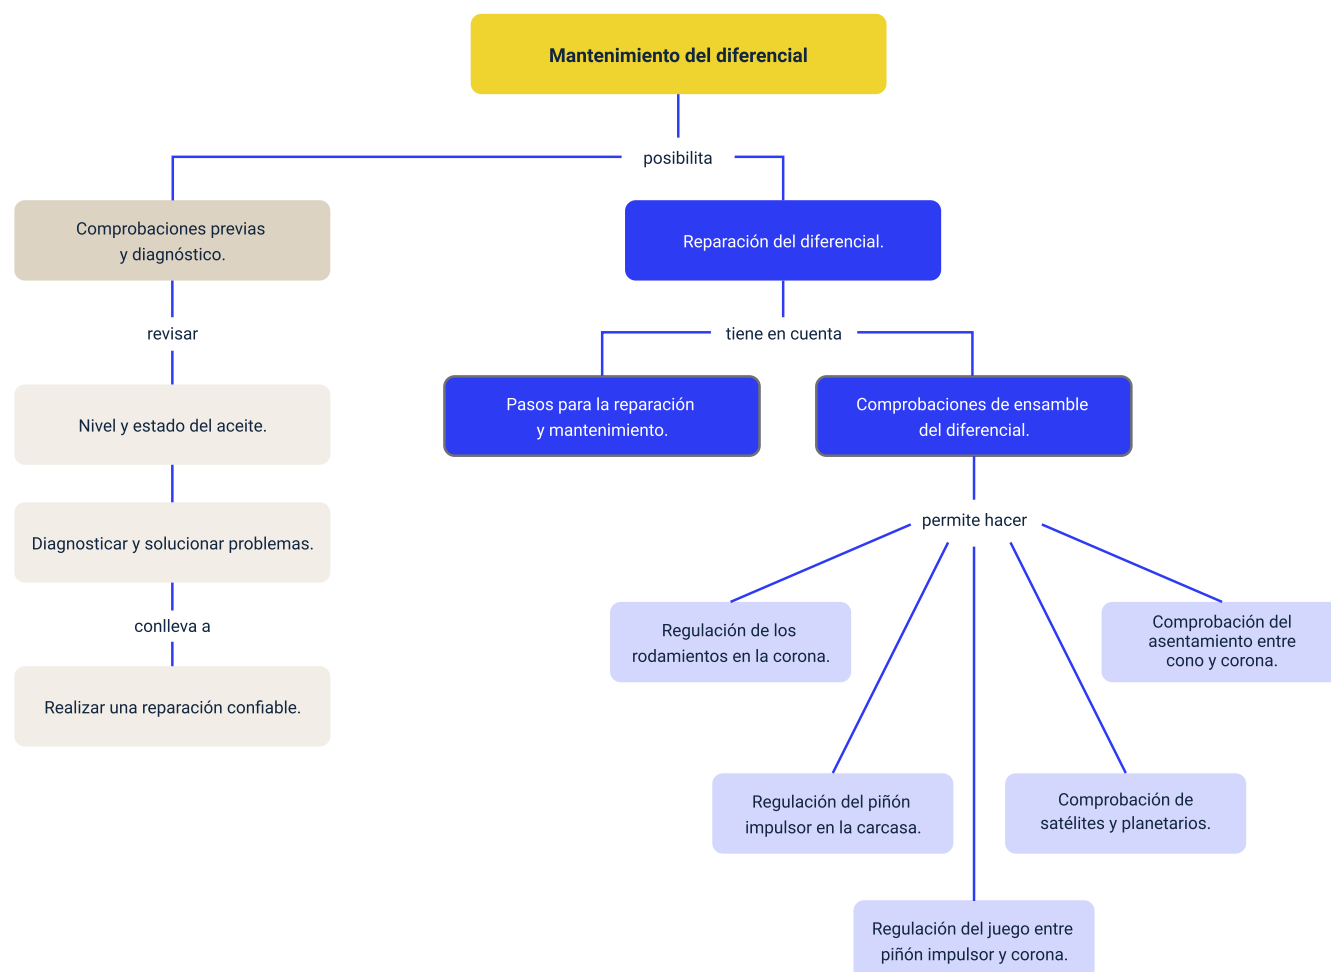 Mantenimiento del diferencial
posibilita
Comprobaciones previas
y diagnóstico.
revisar
Nivel y estado del aceite.
Diagnosticar y solucionar problemas.
conlleva a
Realizar una reparación confiable.
Reparación del diferencial.
tiene en cuenta
Pasos para la reparación
y mantenimiento.
Comprobaciones de ensamble
del diferencial.
permite hacer
Regulación de los
rodamientos en la corona.
Regulación del piñón
impulsor en la carcasa.
Regulación del juego entre
piñón impulsor y corona.
Comprobación de
satélites y planetarios.
Comprobación del
asentamiento entre
cono y corona.